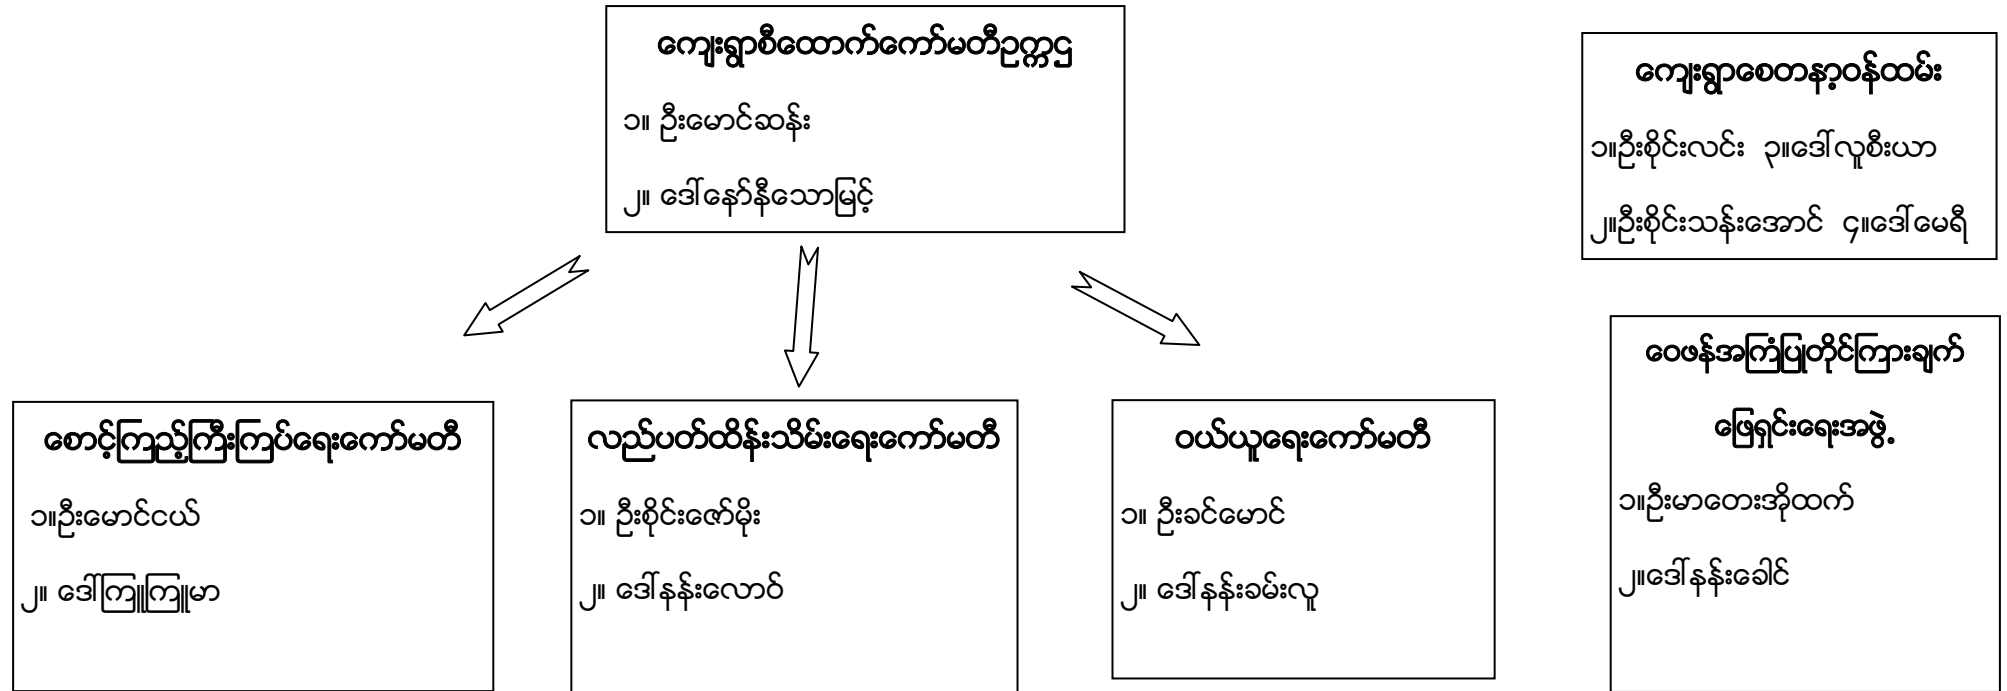 ကျေးရွာစီထောက်ကော်မတီဥက္ကဌ
၁။ ဦးမောင်ဆန်း
၂။ ဒေါ်နော်နီသောမြင့်
ကျေးရွာစေတနာ့ဝန်ထမ်း
၁။ဦးစိုင်းလင်း ၃။ဒေါ်လူစီးယာ
၂။ဦးစိုင်းသန်းအောင် ၄။ဒေါ်မေရီ
စောင့်ကြည့်ကြီးကြပ်ရေးကော်မတီ
၁။ဦးမောင်ငယ်
၂။ ဒေါ်ကြူကြူမာ
လည်ပတ်ထိန်းသိမ်းရေးကော်မတီ
၁။ ဦးစိုင်းဇော်မိုး
၂။ ဒေါ်နန်းလောဝ်
ဝယ်ယူရေးကော်မတီ
၁။ ဦးခင်မောင်
၂။ ဒေါ်နန်းခမ်းလူ
ဝေဖန်အကြံပြုတိုင်ကြားချက်
ဖြေရှင်းရေးအဖွဲ့
၁။ဦးမာတေးအိုထက်
၂။ဒေါ်နန်းခေါင်